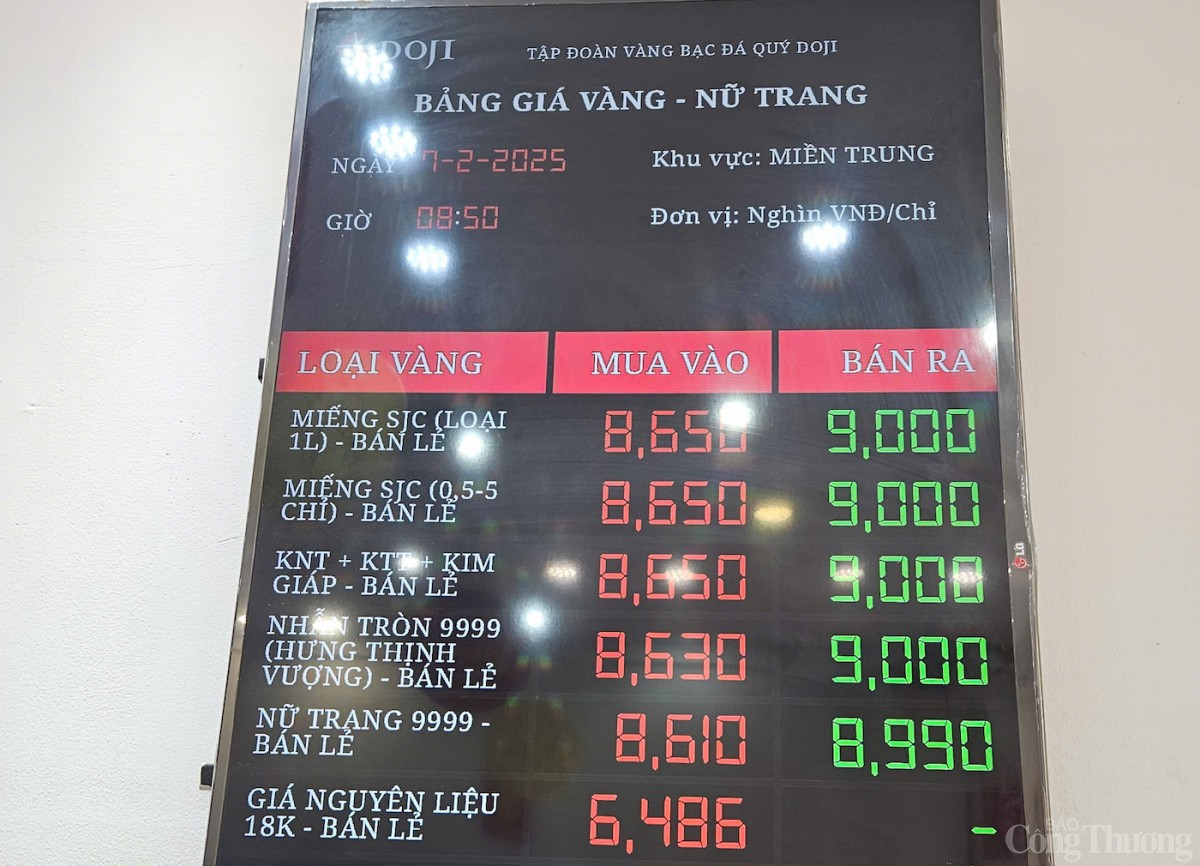 DOJI
TẬP ĐOÀN VÀNG BẠC ĐÁ QUÝ DOJI
BẢNG GIÁ VÀNG - NỮ TRANG
NGÀY 7-2-2025 Khu vực: MIỀN TRUNG
GIỜ 08:50 Đơn vị: Nghìn VNĐ/Chỉ
LOẠI VÀNG MUA VÀO BÁN RA
MIẾNG SJC (LOẠI
1L) - BÁN LẺ 8,650 9,000
MIẾNG SJC (0,5-5
CHỈ) - BÁN LẺ 8,650 9,000
KNT + KTT + KIM
GIÁP - BÁN LẺ 8,650 9,000
NHẪN TRÒN 9999
(HƯNG THỊNH
VƯỢNG) - BÁN LẺ 8,630 9,000
NỮ TRANG 9999 -
BÁN LẺ 8,610 8,990
GIÁ NGUYÊN LIỆU
18K - BÁN LẺ 6,486 -
LG
BÁO
Công Thương